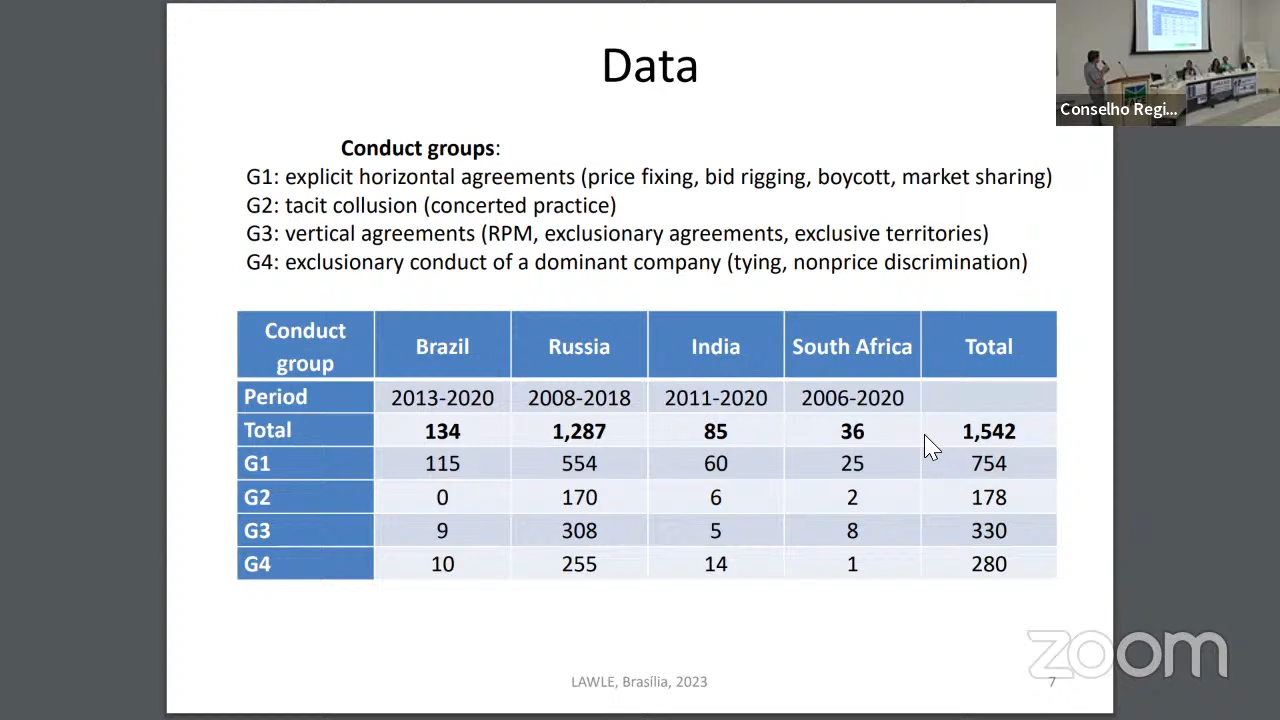 Data
Conselho Regi...
Conduct groups:
G1: explicit horizontal agreements (price fixing, bid rigging, boycott, market sharing)
G2: tacit collusion (concerted practice)
G3: vertical agreements (RPM, exclusionary agreements, exclusive territories)
G4: exclusionary conduct of a dominant company (tying, nonprice discrimination)
Conduct group Brazil Russia India South Africa Total
Period 2013-2020 2008-2018 2011-2020 2006-2020
Total 134 1,287 85 36 1,542
G1 115 554 60 25 754
G2 0 170 6 2 178
G3 9 308 5 8 330
G4 10 255 14 1 280
zoom
LAWLE, Brasília, 2023 7